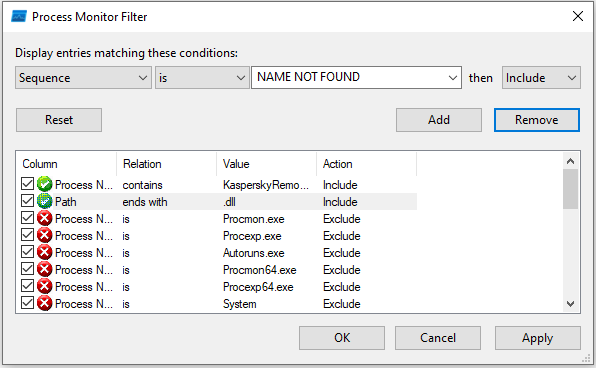 Process Monitor Filter
Display entries matching these conditions:
Sequence is NAME NOT FOUND then Include
Reset Add Remove
Column Relation Value Action
Process N... contains KasperskyRemo... Include
Path ends with .dll Include
Process N... is Procmon.exe Exclude
Process N... is Procexp.exe Exclude
Process N... is Autoruns.exe Exclude
Process N... is Procmon64.exe Exclude
Process N... is Procexp64.exe Exclude
Process N... is System Exclude
OK Cancel Apply